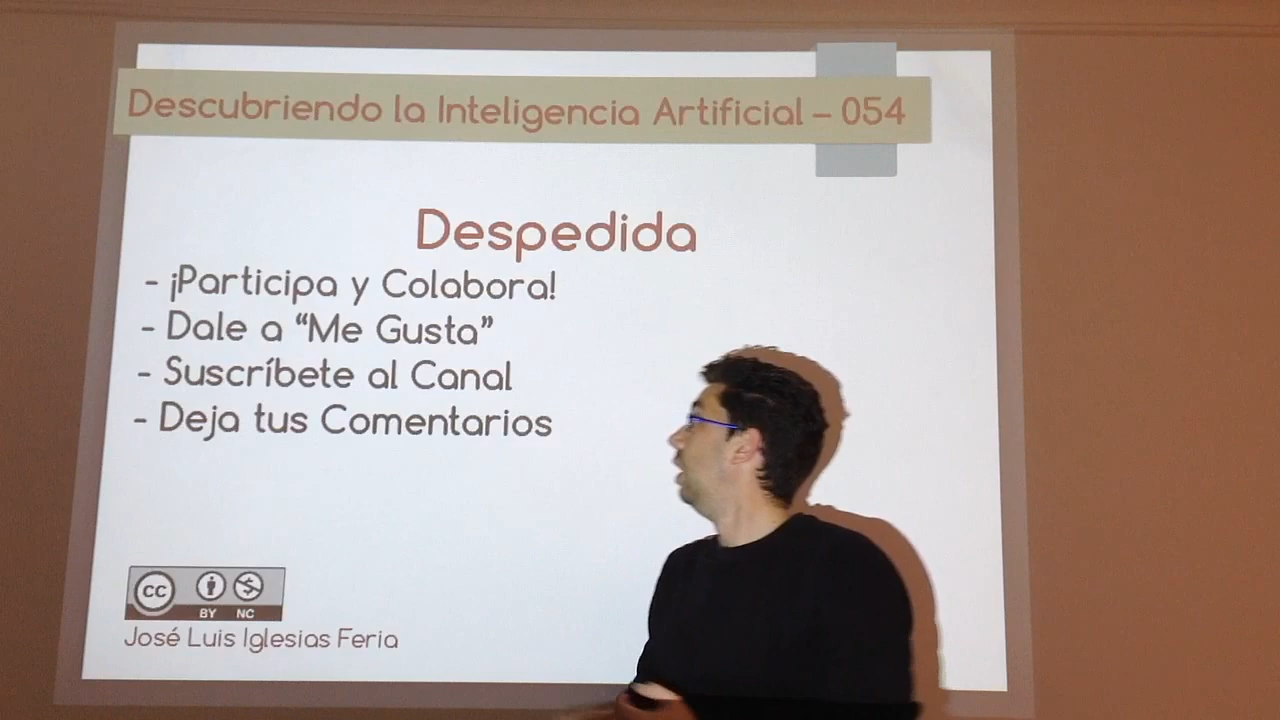 Descubriendo la Inteligencia Artificial – 054
Despedida
- ¡Participa y Colabora!
- Dale a “Me Gusta”
- Suscríbete al Canal
- Deja tus Comentarios
CC BY NC
José Luis Iglesias Feria